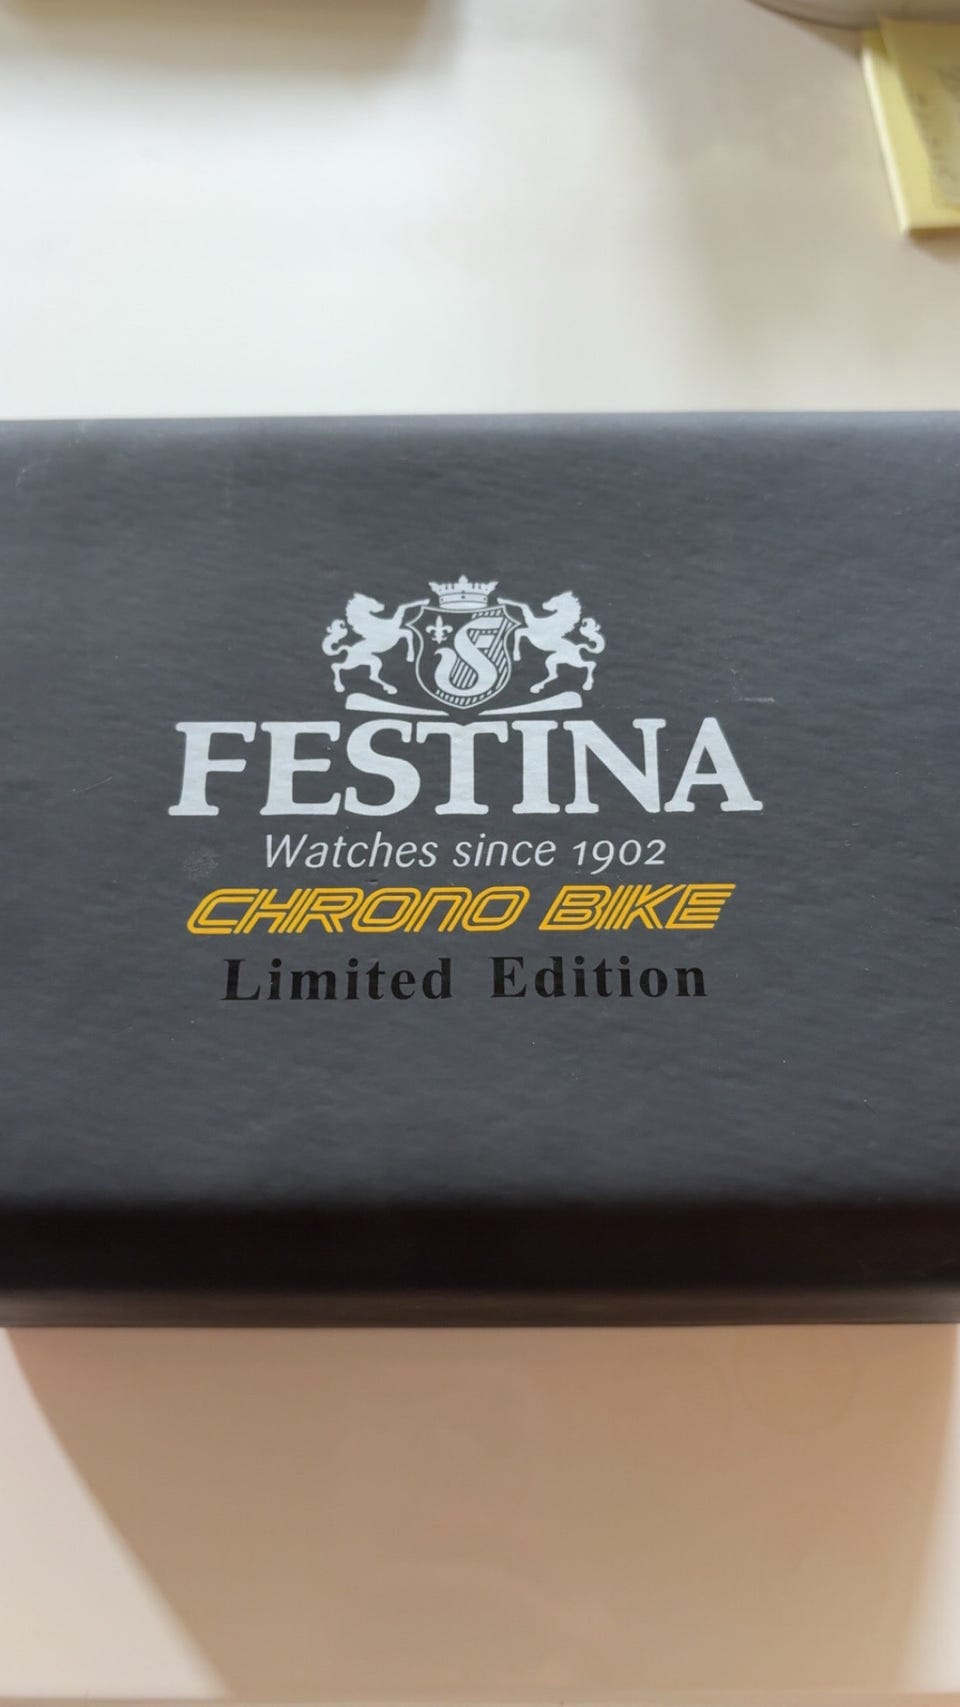 FESTINA
Watches since 1902
CHRONO BIKE
Limited Edition